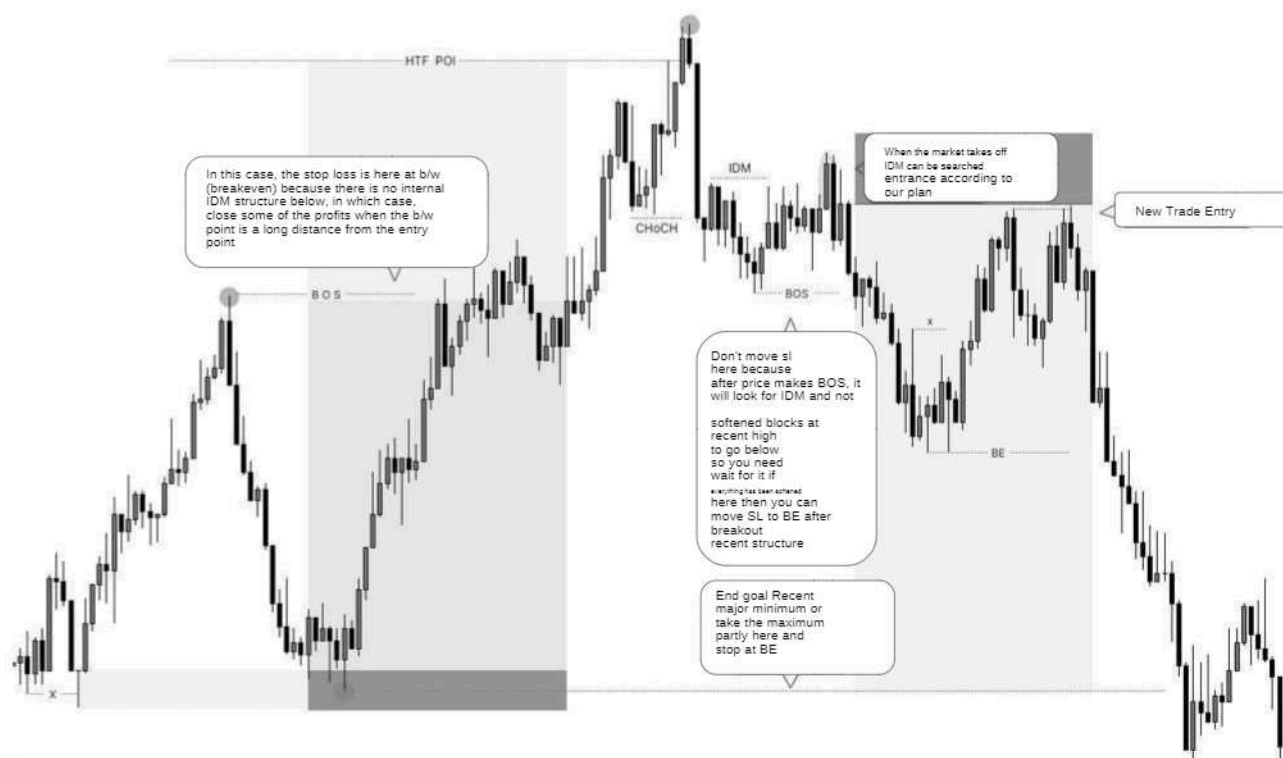 HTF POI
In this case, the stop loss is here at b/w
(breakeven) because there is no internal
IDM structure below, in which case,
close some of the profits when the b/w
point is a long distance from the entry
point
BOS
X
CHoCH
IDM
BOS
When the market takes off
IDM can be searched
entrance according to
our plan
New Trade Entry
x
BE
Don't move sl
here because
after price makes BOS, it
will look for IDM and not
softened blocks at
recent high
to go below
so you need
wait for it if
everything has been softened
here then you can
move SL to BE after
breakout
recent structure
End goal Recent
major minimum or
take the maximum
partly here and
stop at BE